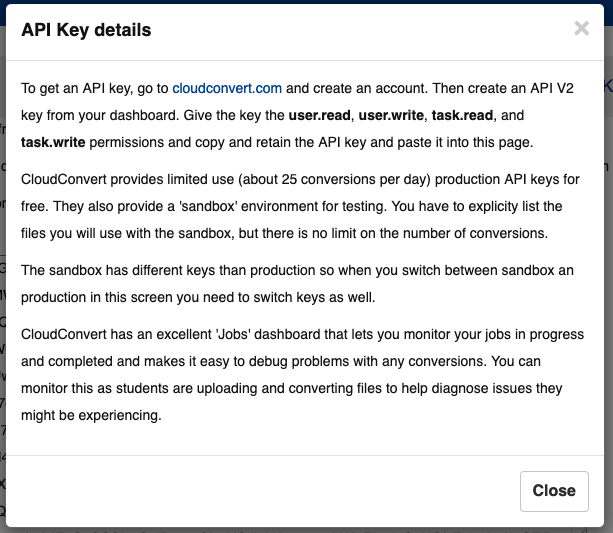 API Key details
×
To get an API key, go to cloudconvert.com and create an account. Then create an API V2
key from your dashboard. Give the key the user.read, user.write, task.read, and
task.write permissions and copy and retain the API key and paste it into this page.
CloudConvert provides limited use (about 25 conversions per day) production API keys for
free. They also provide a 'sandbox' environment for testing. You have to explicity list the
files you will use with the sandbox, but there is no limit on the number of conversions.
The sandbox has different keys than production so when you switch between sandbox an
production in this screen you need to switch keys as well.
CloudConvert has an excellent 'Jobs' dashboard that lets you monitor your jobs in progress
and completed and makes it easy to debug problems with any conversions. You can
monitor this as students are uploading and converting files to help diagnose issues they
might be experiencing.
Close